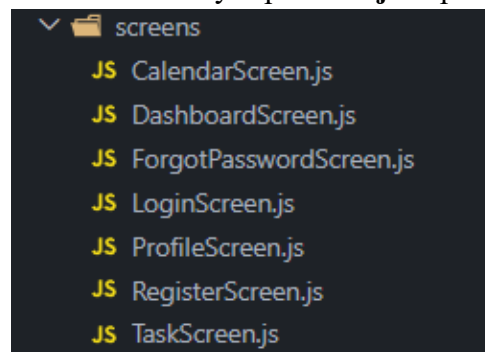 screens
JS CalendarScreen.js
JS DashboardScreen.js
JS ForgotPasswordScreen.js
JS LoginScreen.js
JS ProfileScreen.js
JS RegisterScreen.js
JS TaskScreen.js